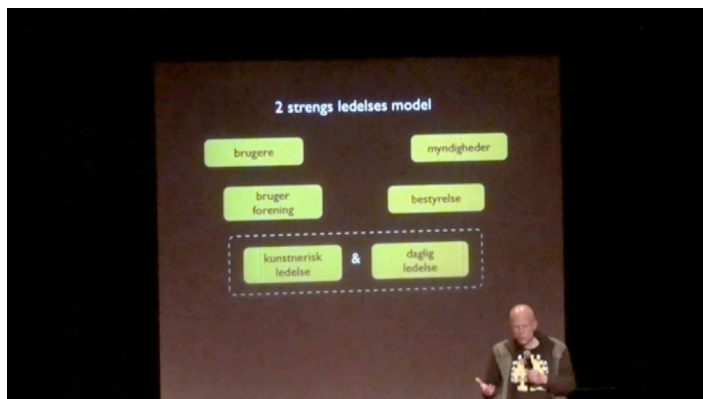 2 strengs ledelses model
brugere
myndigheder
bruger
forening
bestyrelse
kunstnerisk
ledelse
&
daglig
ledelse